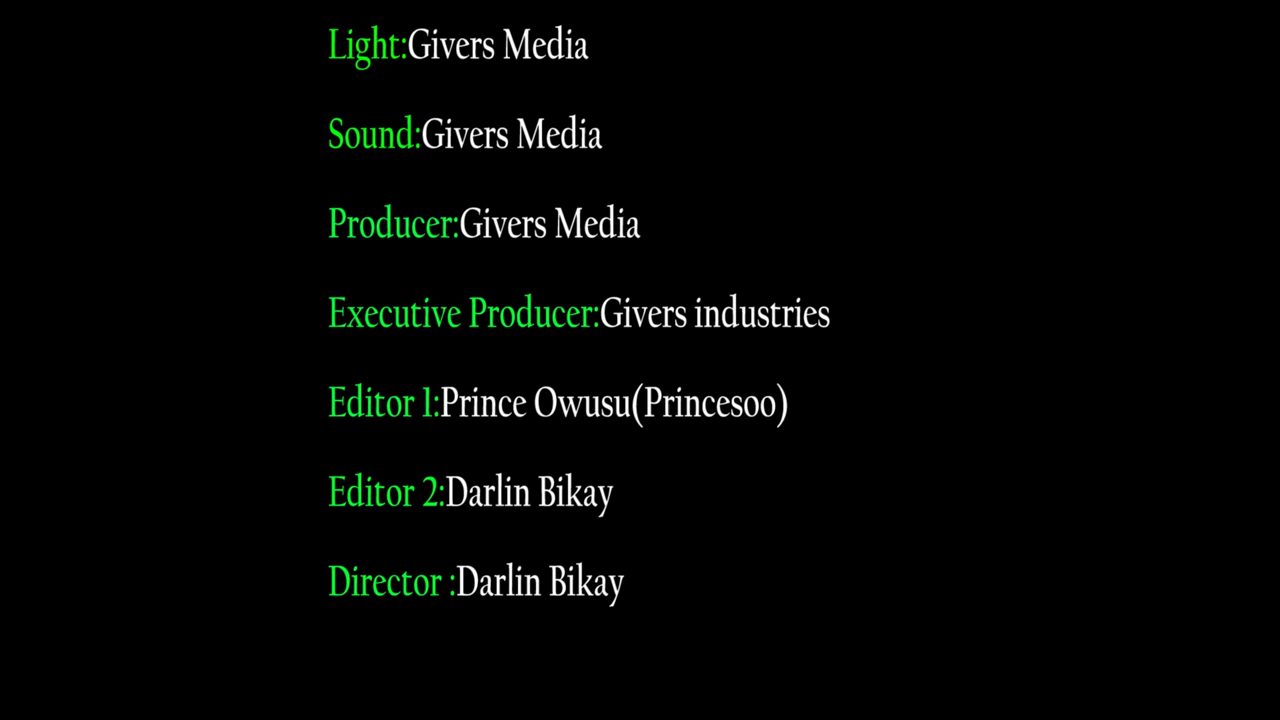 Light:Givers Media
Sound:Givers Media
Producer:Givers Media
Executive Producer:Givers industries
Editor 1:Prince Owusu(Princesoo)
Editor 2:Darlin Bikay
Director :Darlin Bikay